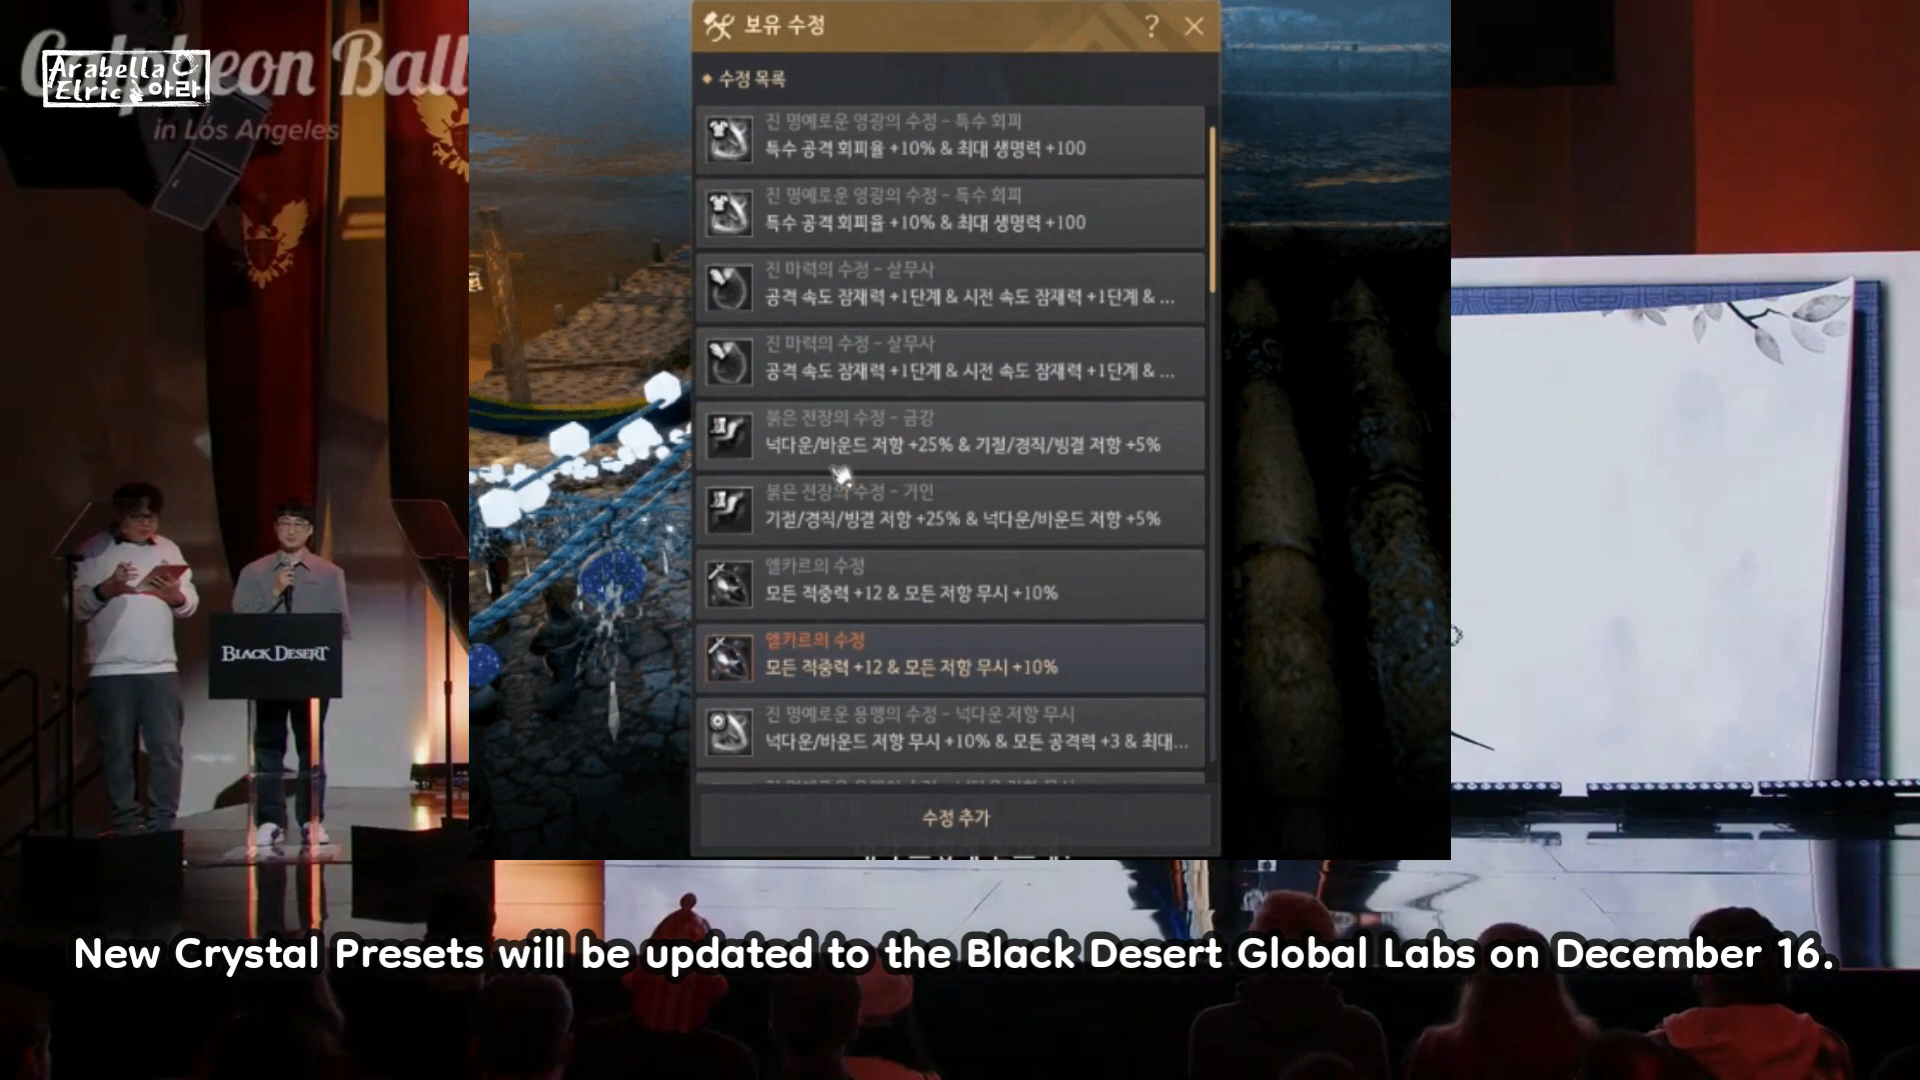 Calpheon Ball
in Los Angeles
Arabella
Elric 아라
보유 수정
수정 목록
진 명예로운 영광의 수정 - 특수 회피
특수 공격 회피율 +10% & 최대 생명력 +100
진 명예로운 영광의 수정 - 특수 회피
특수 공격 회피율 +10% & 최대 생명력 +100
진 마력의 수정 - 살무사
공격 속도 잠재력 +1단계 & 시전 속도 잠재력 +1단계 & ...
진 마력의 수정 - 살무사
공격 속도 잠재력 +1단계 & 시전 속도 잠재력 +1단계 & ...
붉은 전장의 수정 - 금강
넉다운/바운드 저항 +25% & 기절/경직/빙결 저항 +5%
붉은 전장의 수정 - 거인
기절/경직/빙결 저항 +25% & 넉다운/바운드 저항 +5%
엘카르의 수정
모든 적중력 +12 & 모든 저항 무시 +10%
엘카르의 수정
모든 적중력 +12 & 모든 저항 무시 +10%
진 명예로운 용맹의 수정 - 넉다운 저항 무시
넉다운/바운드 저항 무시 +10% & 모든 공격력 +3 & 최대...
수정 추가
BLACK DESERT
New Crystal Presets will be updated to the Black Desert Global Labs on December 16.